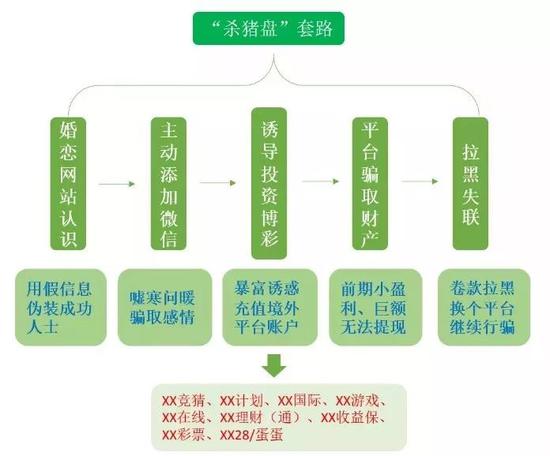 “杀猪盘”套路
婚恋网站认识
主动添加微信
诱导投资博彩
平台骗取财产
拉黑失联
用假信息
伪装成功
人士
嘘寒问暖
骗取感情
暴富诱惑
充值境外
平台账户
前期小盈
利、巨额
无法提现
卷款拉黑
换个平台
继续行骗
XX竞猜、XX计划、XX国际、XX游戏、
XX在线、XX理财（通）、XX收益保、
XX彩票、XX28/蛋蛋